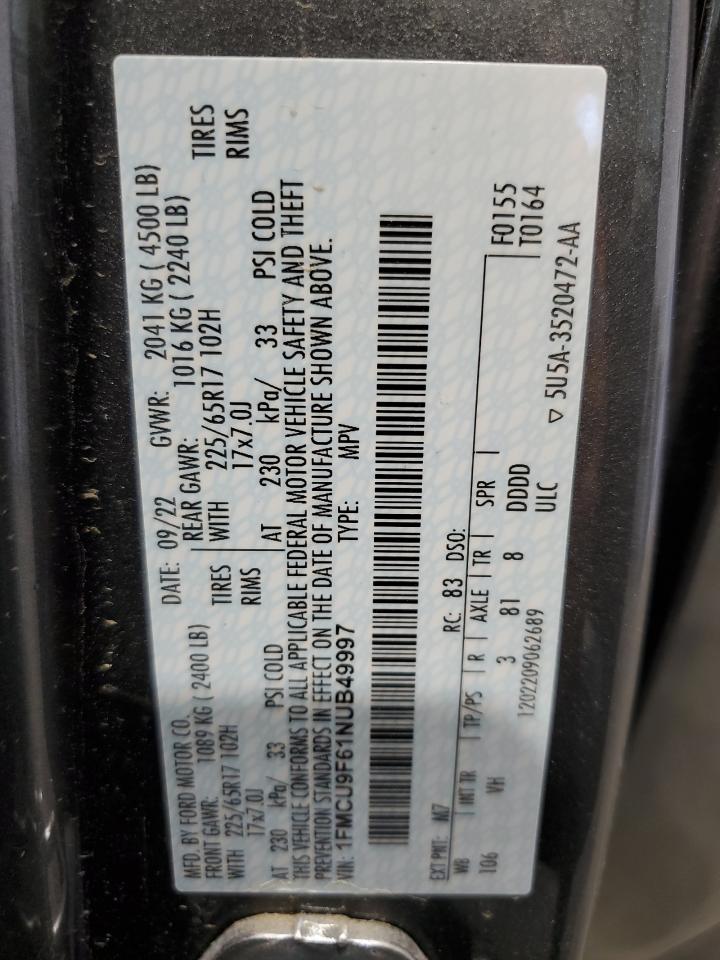 MFD. BY FORD MOTOR CO. DATE: 09/22 GVWR: 2041 KG ( 4500 LB)
FRONT GAWR: 1089 KG ( 2400 LB) REAR GAWR: 1016 KG ( 2240 LB)
WITH 225/65R17 102H TIRES WITH 225/65R17 102H TIRES
17x7.0J RIMS 17x7.0J RIMS
AT 230 kPa/ 33 PSI COLD AT 230 kPa/ 33 PSI COLD
THIS VEHICLE CONFORMS TO ALL APPLICABLE FEDERAL MOTOR VEHICLE SAFETY AND THEFT
PREVENTION STANDARDS IN EFFECT ON THE DATE OF MANUFACTURE SHOWN ABOVE.
VIN: 1FMCU9F61NUB49997 TYPE: MPV
EXT PNT: M7 RC: 83 DSO:
WB INT TR TP/PS R AXLE TR SPR F0155
106 VH 3 81 8 DDDD T0164
1202209062689 ULC
▽ 5U5A-3520472-AA